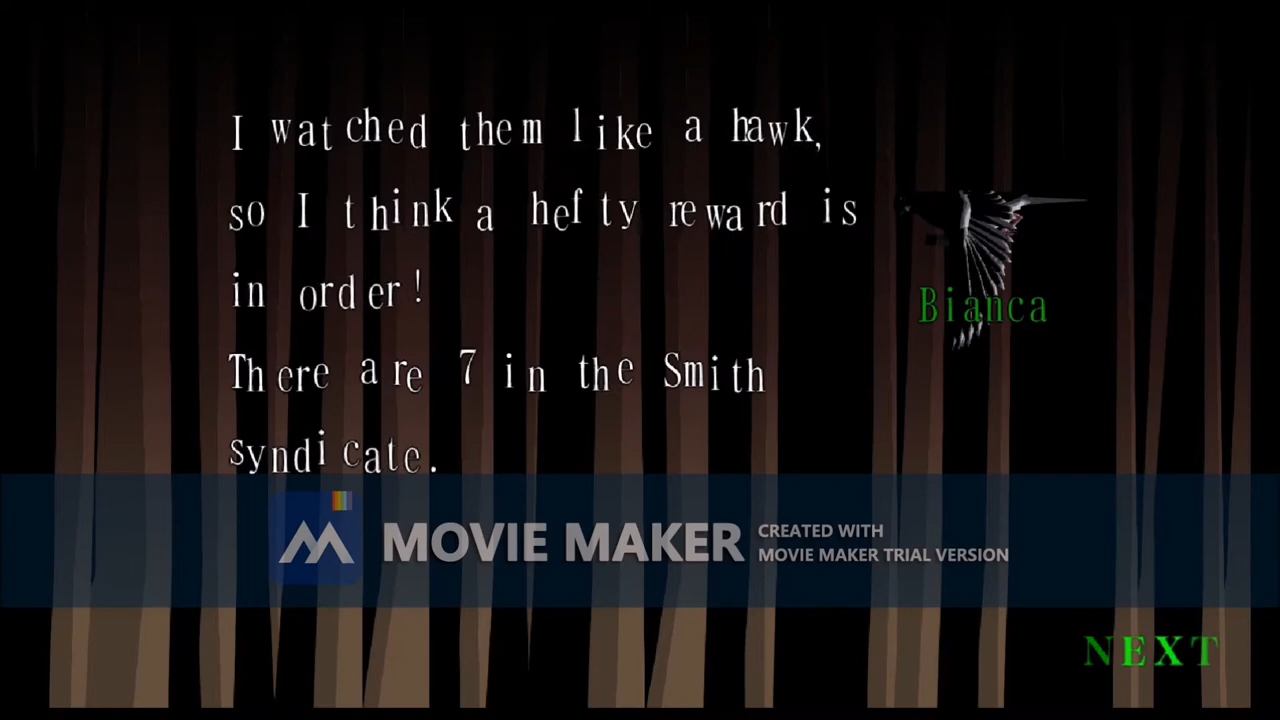 I watched them like a hawk,
so I think a hefty reward is
in order!
Bianca
There are 7 in the Smith
syndicate.
MOVIE MAKER
CREATED WITH
MOVIE MAKER TRIAL VERSION
NEXT